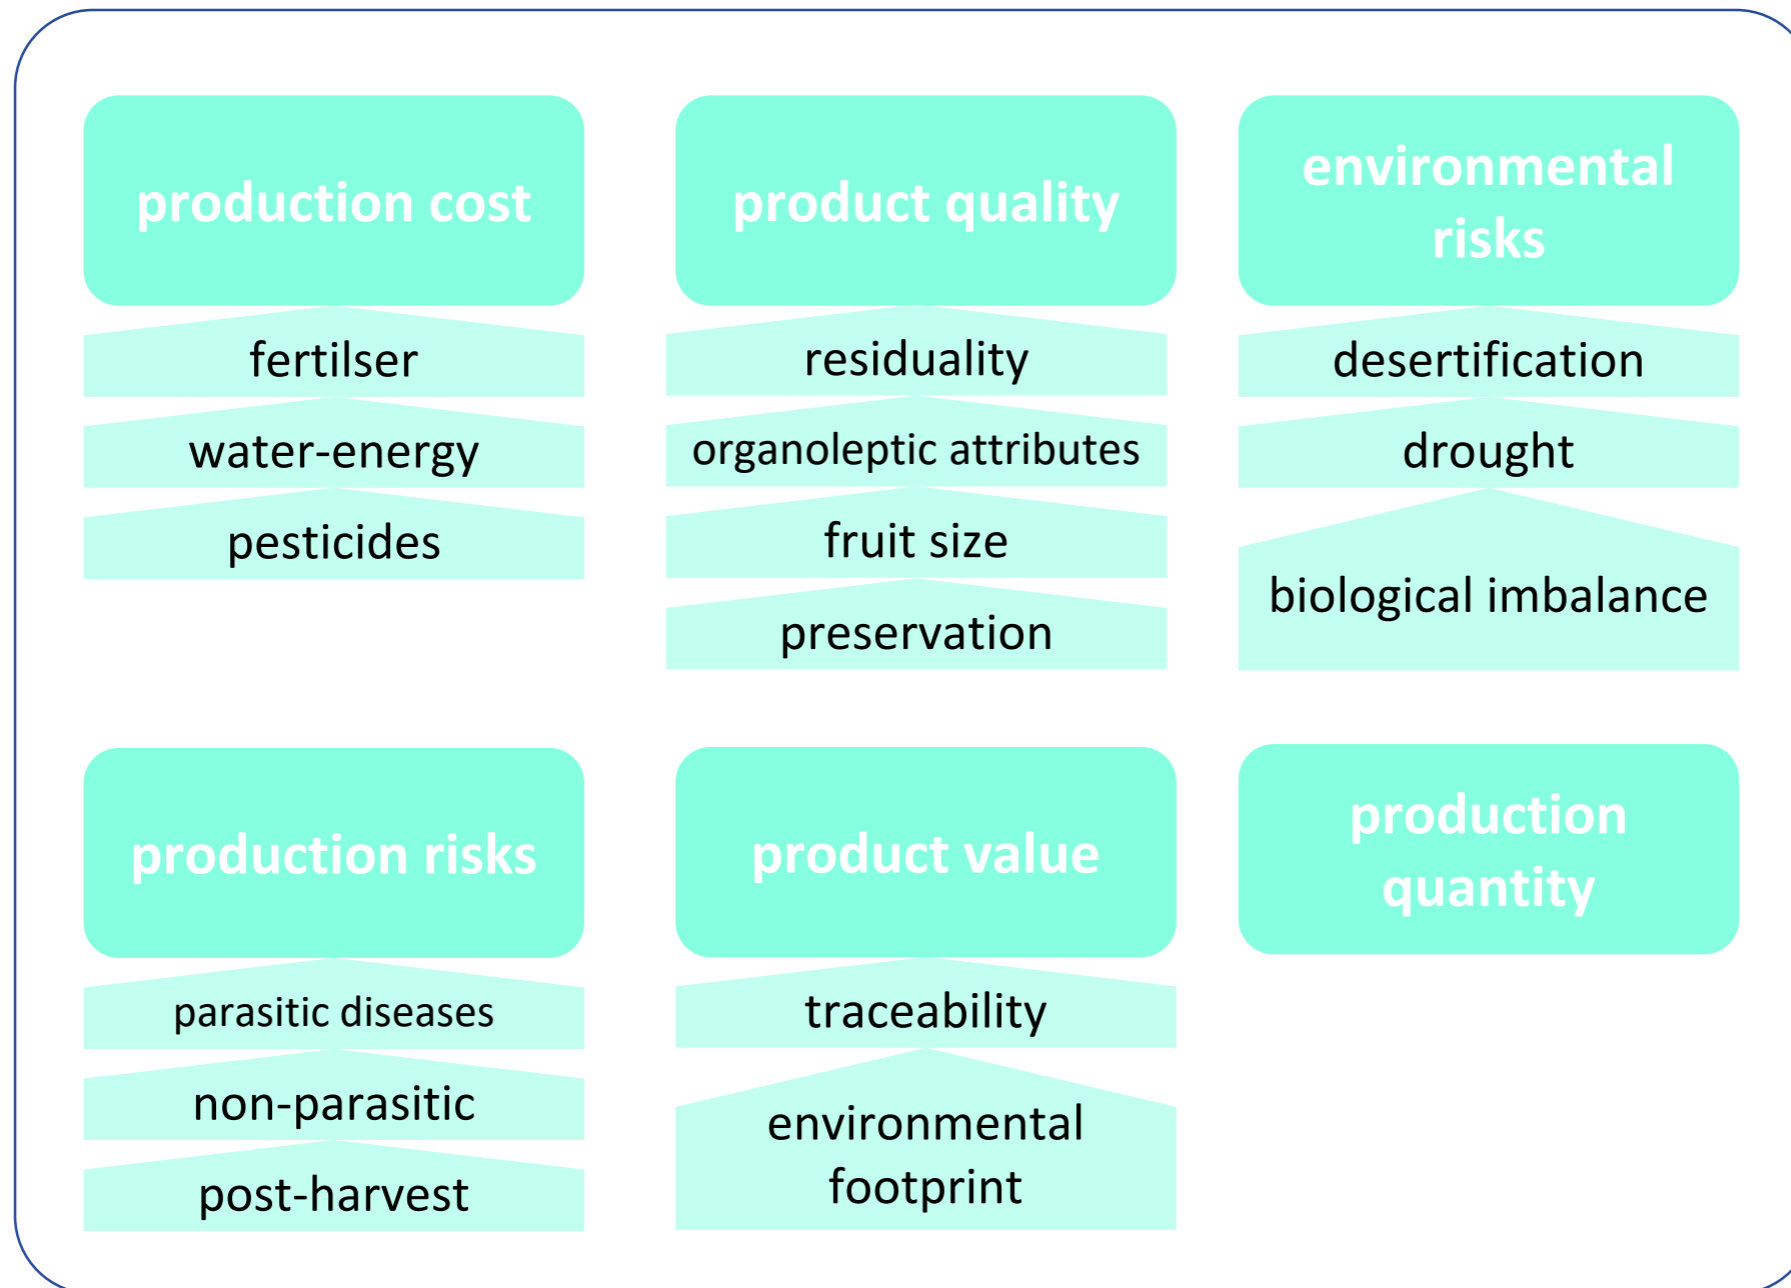 production cost
fertilser
water-energy
pesticides
product quality
residuality
organoleptic attributes
fruit size
preservation
environmental
risks
desertification
drought
biological imbalance
production risks
parasitic diseases
non-parasitic
post-harvest
product value
traceability
environmental
footprint
production
quantity